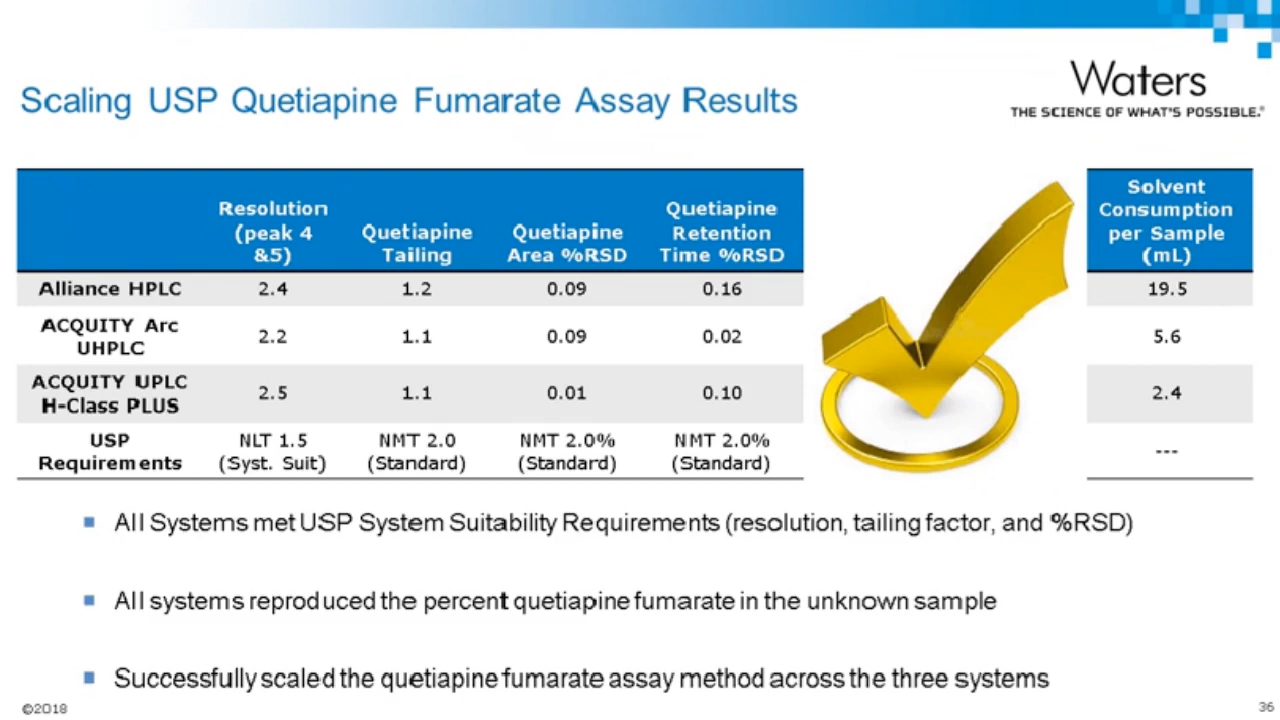 Waters
THE SCIENCE OF WHAT'S POSSIBLE.®
Scaling USP Quetiapine Fumarate Assay Results
Resolution
(peak 4
&5)
Quetiapine
Tailing
Quetiapine
Area %RSD
Quetiapine
Retention
Time %RSD
Solvent
Consumption
per Sample
(mL)
Alliance HPLC 2.4 1.2 0.09 0.16 19.5
ACQUITY Arc
UHPLC
2.2 1.1 0.09 0.02 5.6
ACQUITY UPLC
H-Class PLUS
2.5 1.1 0.01 0.10 2.4
USP
Requirements
NLT 1.5
(Syst. Suit)
NMT 2.0
(Standard)
NMT 2.0%
(Standard)
NMT 2.0%
(Standard)
---
All Systems met USP System Suitability Requirements (resolution, tailing factor, and %RSD)
All systems reproduced the percent quetiapine fumarate in the unknown sample
Successfully scaled the quetiapine fumarate assay method across the three systems
©2018
36